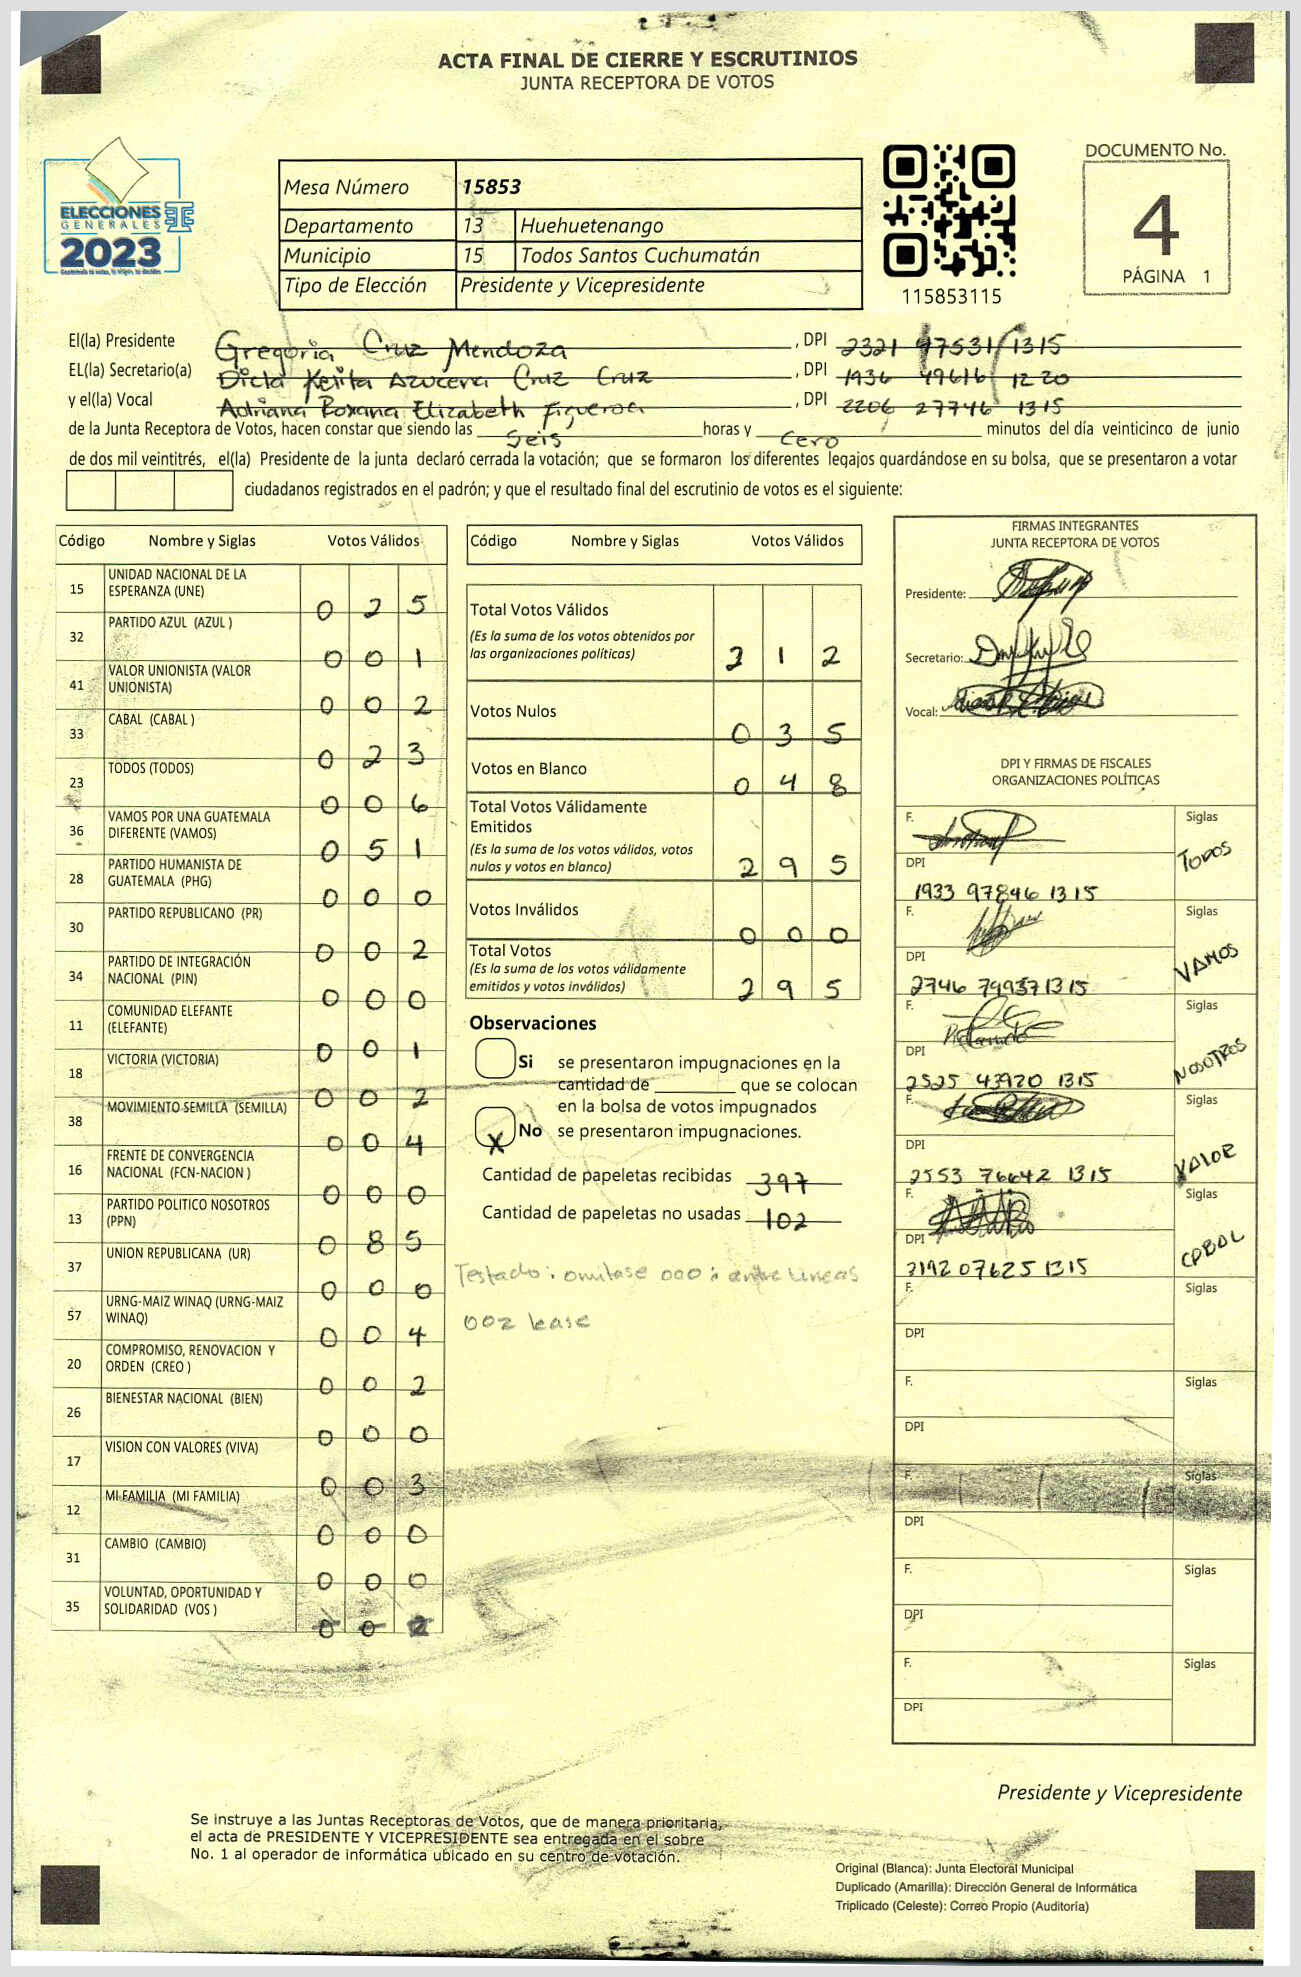 ACTA FINAL DE CIERRE Y ESCRUTINIOS
JUNTA RECEPTORA DE VOTOS
ELECCIONES
GENERALES
2023
Mesa Número 15853
Departamento 13 Huehuetenango
Municipio 15 Todos Santos Cuchumatán
Tipo de Elección Presidente y Vicepresidente
115853115
DOCUMENTO No.
4
PÁGINA 1
El(la) Presidente Gregoria Cruz Mendoza, DPI 2321 97531 1315
EL(la) Secretario(a) Kelita Azucena Cruz Cruz, DPI 1936 49616 1220
y el(la) Vocal Adriana Roxana Elizabeth Figueroa, DPI 2206 27746 1315
de la Junta Receptora de Votos, hacen constar que siendo las seis horas y cero minutos del día veinticinco de junio
de dos mil veintitrés, el(la) Presidente de la junta declaró cerrada la votación; que se formaron los diferentes legajos guardándose en su bolsa, que se presentaron a votar
ciudadanos registrados en el padrón; y que el resultado final del escrutinio de votos es el siguiente:
Código Nombre y Siglas Votos Válidos
15 UNIDAD NACIONAL DE LA ESPERANZA (UNE) 0 2 5
32 PARTIDO AZUL (AZUL ) 0 0 1
41 VALOR UNIONISTA (VALOR UNIONISTA) 0 0 2
33 CABAL (CABAL ) 0 2 3
23 TODOS (TODOS) 0 0 6
36 VAMOS POR UNA GUATEMALA DIFERENTE (VAMOS) 0 5 1
28 PARTIDO HUMANISTA DE GUATEMALA (PHG) 0 0 0
30 PARTIDO REPUBLICANO (PR) 0 0 2
34 PARTIDO DE INTEGRACIÓN NACIONAL (PIN) 0 0 0
11 COMUNIDAD ELEFANTE (ELEFANTE) 0 0 1
18 VICTORIA (VICTORIA) 0 0 2
38 MOVIMIENTO SEMILLA (SEMILLA) 0 0 4
16 FRENTE DE CONVERGENCIA NACIONAL (FCN-NACION ) 0 0 0
13 PARTIDO POLITICO NOSOTROS (PPN) 0 8 5
37 UNION REPUBLICANA (UR) 0 0 0
57 URNG-MAIZ WINAQ (URNG-MAIZ WINAQ) 0 0 4
20 COMPROMISO, RENOVACION Y ORDEN (CREO ) 0 0 2
26 BIENESTAR NACIONAL (BIEN) 0 0 0
17 VISION CON VALORES (VIVA) 0 0 3
12 MI FAMILIA (MI FAMILIA) 0 0 0
31 CAMBIO (CAMBIO) 0 0 0
35 VOLUNTAD, OPORTUNIDAD Y SOLIDARIDAD (VOS ) 0 0 2
Código Nombre y Siglas Votos Válidos
Total Votos Válidos 2 1 2
(Es la suma de los votos obtenidos por
las organizaciones políticas)
Votos Nulos 0 3 5
Votos en Blanco 0 4 8
Total Votos Válidamente
Emitidos
(Es la suma de los votos válidos, votos
nulos y votos en blanco) 2 9 5
Votos Inválidos 0 0 0
Total Votos
(Es la suma de los votos válidamente
emitidos y votos inválidos) 2 9 5
Observaciones
Si se presentaron impugnaciones en la
cantidad de ________ que se colocan
en la bolsa de votos impugnados
X No se presentaron impugnaciones.
Cantidad de papeletas recibidas 397
Cantidad de papeletas no usadas 102
Testado: omitase 000: entre lineas
002 lease
FIRMAS INTEGRANTES
JUNTA RECEPTORA DE VOTOS
Presidente:
Secretario:
Vocal:
DPI Y FIRMAS DE FISCALES
ORGANIZACIONES POLÍTICAS
F. Siglas TODOS
DPI 1933 97846 1315
F. Siglas VAMOS
DPI 2746 79937 1315
F. Siglas NOSOTROS
DPI 2525 43920 1315
F. Siglas VALOR
DPI 2553 76642 1315
F. Siglas
DPI 3192 07625 1315
F. Siglas
DPI
F. Siglas
DPI
F. Siglas
DPI
F. Siglas
DPI
F. Siglas
DPI
Presidente y Vicepresidente
Se instruye a las Juntas Receptoras de Votos, que de manera prioritaria,
el acta de PRESIDENTE Y VICEPRESIDENTE sea entregada en el sobre
No. 1 al operador de informática ubicado en su centro de votación.
Original (Blanca): Junta Electoral Municipal
Duplicado (Amarilla): Dirección General de Informática
Triplicado (Celeste): Correo Propio (Auditoría)